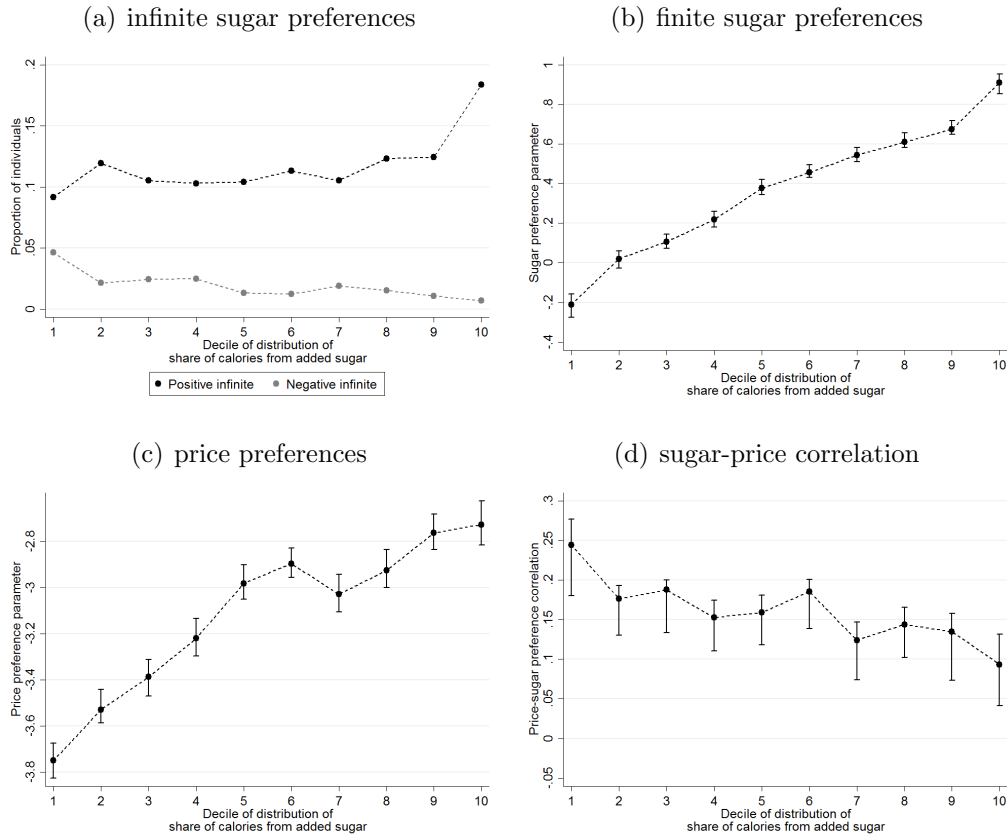 (a) infinite sugar preferences
Proportion of individuals
.2
.15
.1
.05
0
1 2 3 4 5 6 7 8 9 10
Decile of distribution of
share of calories from added sugar
Positive infinite Negative infinite
(b) finite sugar preferences
Sugar preference parameter
1
.8
.6
.4
.2
0
-.2
-.4
1 2 3 4 5 6 7 8 9 10
Decile of distribution of
share of calories from added sugar
(c) price preferences
Price preference parameter
-2.8
-3
-3.2
-3.4
-3.6
-3.8
1 2 3 4 5 6 7 8 9 10
Decile of distribution of
share of calories from added sugar
(d) sugar-price correlation
Price-sugar preference correlation
.3
.25
.2
.15
.1
.05
0
-.05
1 2 3 4 5 6 7 8 9 10
Decile of distribution of
share of calories from added sugar